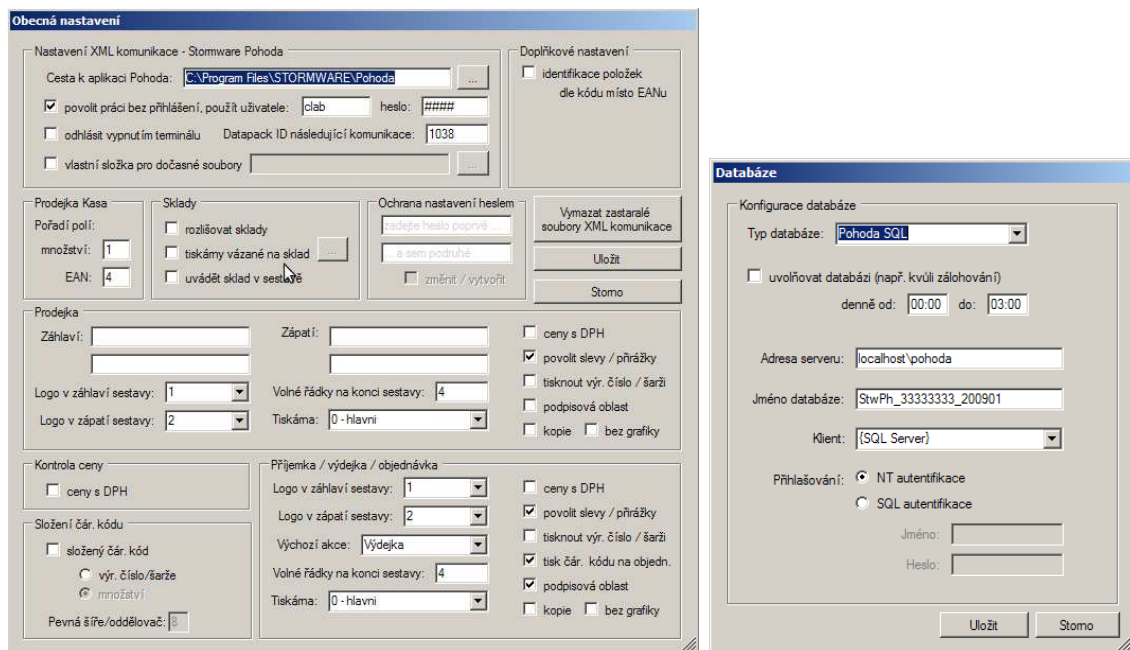 Obecná nastavení
Nastavení XML komunikace - Stormware Pohoda
Cesta k aplikaci Pohoda: C:\Program Files\STORMWARE\Pohoda ...
povolit práci bez přihlášení, použít uživatele: clab heslo: ####
odhlásit vypnutím terminálu Datapack ID následující komunikace: 1038
vlastní složka pro dočasné soubory ...
Doplňkové nastavení
identifikace položek
dle kódu místo EANu
Prodejka Kasa
Pořadí polí:
množství: 1
EAN: 4
Sklady
rozlišovat sklady
tiskárny vázané na sklad ...
uvádět sklad v sestavě
Ochrana nastavení heslem
zadejte heslo poprvé ...
... a sem podruhé
změnit / vytvořit
Vymazat zastaralé
soubory XML komunikace
Uložit
Storno
Prodejka
Záhlaví:
Zápatí:
Logo v záhlaví sestavy: 1
Volné řádky na konci sestavy: 4
Logo v zápatí sestavy: 2
Tiskárna: 0 - hlavni
ceny s DPH
povolit slevy / přirážky
tisknout výr. číslo / šarži
podpisová oblast
kopie bez grafiky
Kontrola ceny
ceny s DPH
Složení čár. kódu
složený čár. kód
výr. číslo/šarže
množství
Pevná šíře/oddělovač: 8
Příjemka / výdejka / objednávka
Logo v záhlaví sestavy: 1
Logo v zápatí sestavy: 2
Výchozí akce: Výdejka
Volné řádky na konci sestavy: 4
Tiskárna: 0 - hlavni
ceny s DPH
povolit slevy / přirážky
tisknout výr. číslo / šarži
tisk čár. kódu na objedn.
podpisová oblast
kopie bez grafiky
Databáze
Konfigurace databáze
Typ databáze: Pohoda SQL
uvolňovat databázi (např. kvůli zálohování)
denně od: 00:00 do: 03:00
Adresa serveru: localhost\pohoda
Jméno databáze: StwPh_33333333_200901
Klient: {SQL Server}
Přihlašování: NT autentifikace
SQL autentifikace
Jméno:
Heslo:
Uložit Storno